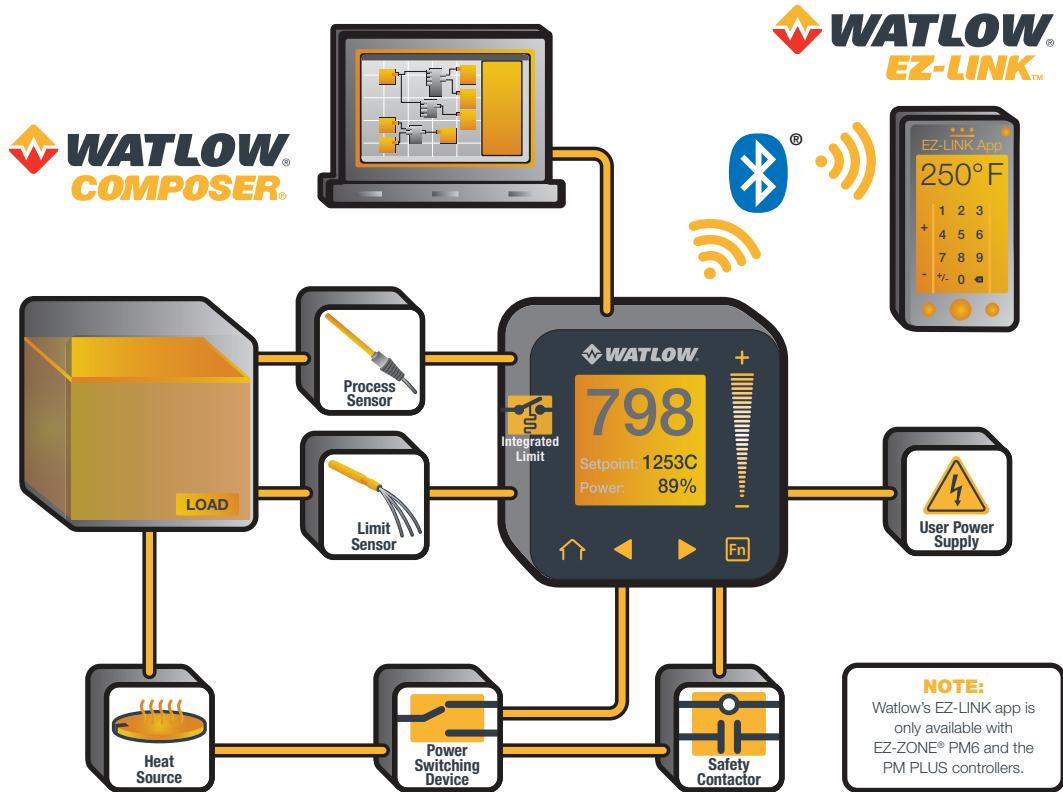 WATLOW®
EZ-LINK™
WATLOW®
COMPOSER®
®
EZ-LINK App
250°F
1 2 3
+ 4 5 6
7 8 9
- +/- 0
Process
Sensor
WATLOW®
+
798
Setpoint: 1253C
Power: 89%
−
Fn
Integrated
Limit
LOAD
Limit
Sensor
User Power
Supply
Heat
Source
Power
Switching
Device
Safety
Contactor
NOTE:
Watlow's EZ-LINK app is
only available with
EZ-ZONE® PM6 and the
PM PLUS controllers.